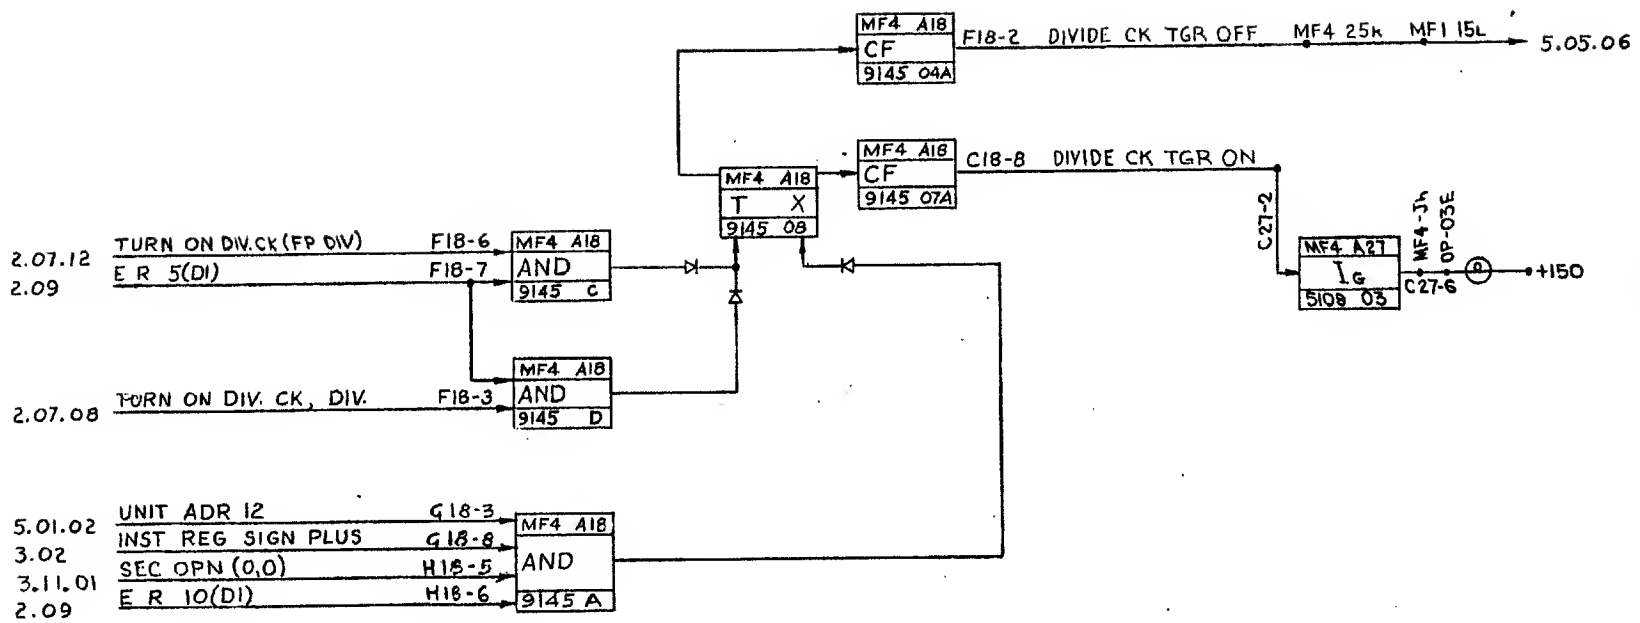 MF4 A18
CF
9145 04A
F18-2 DIVIDE CK TGR OFF
MF4 25k
MF1 15L
5.05.06
MF4 A18
CF
9145 07A
C18-8 DIVIDE CK TGR ON
MF4 A18
T X
9145 08
C27-2
MF4 A27
I G
5108 03
MF4-Jh
OP-03E
C27-6
+150
2.07.12
TURN ON DIV.CK (FP DIV) F18-6
2.09
E R 5(D1) F18-7
MF4 A18
AND
9145 C
2.07.08
TURN ON DIV. CK, DIV. F18-3
MF4 A18
AND
9145 D
5.01.02
UNIT ADR 12 G18-3
3.02
INST REG SIGN PLUS G18-8
3.11.01
SEC OPN (0,0) H18-5
2.09
E R 10(D1) H18-6
MF4 A18
AND
9145 A